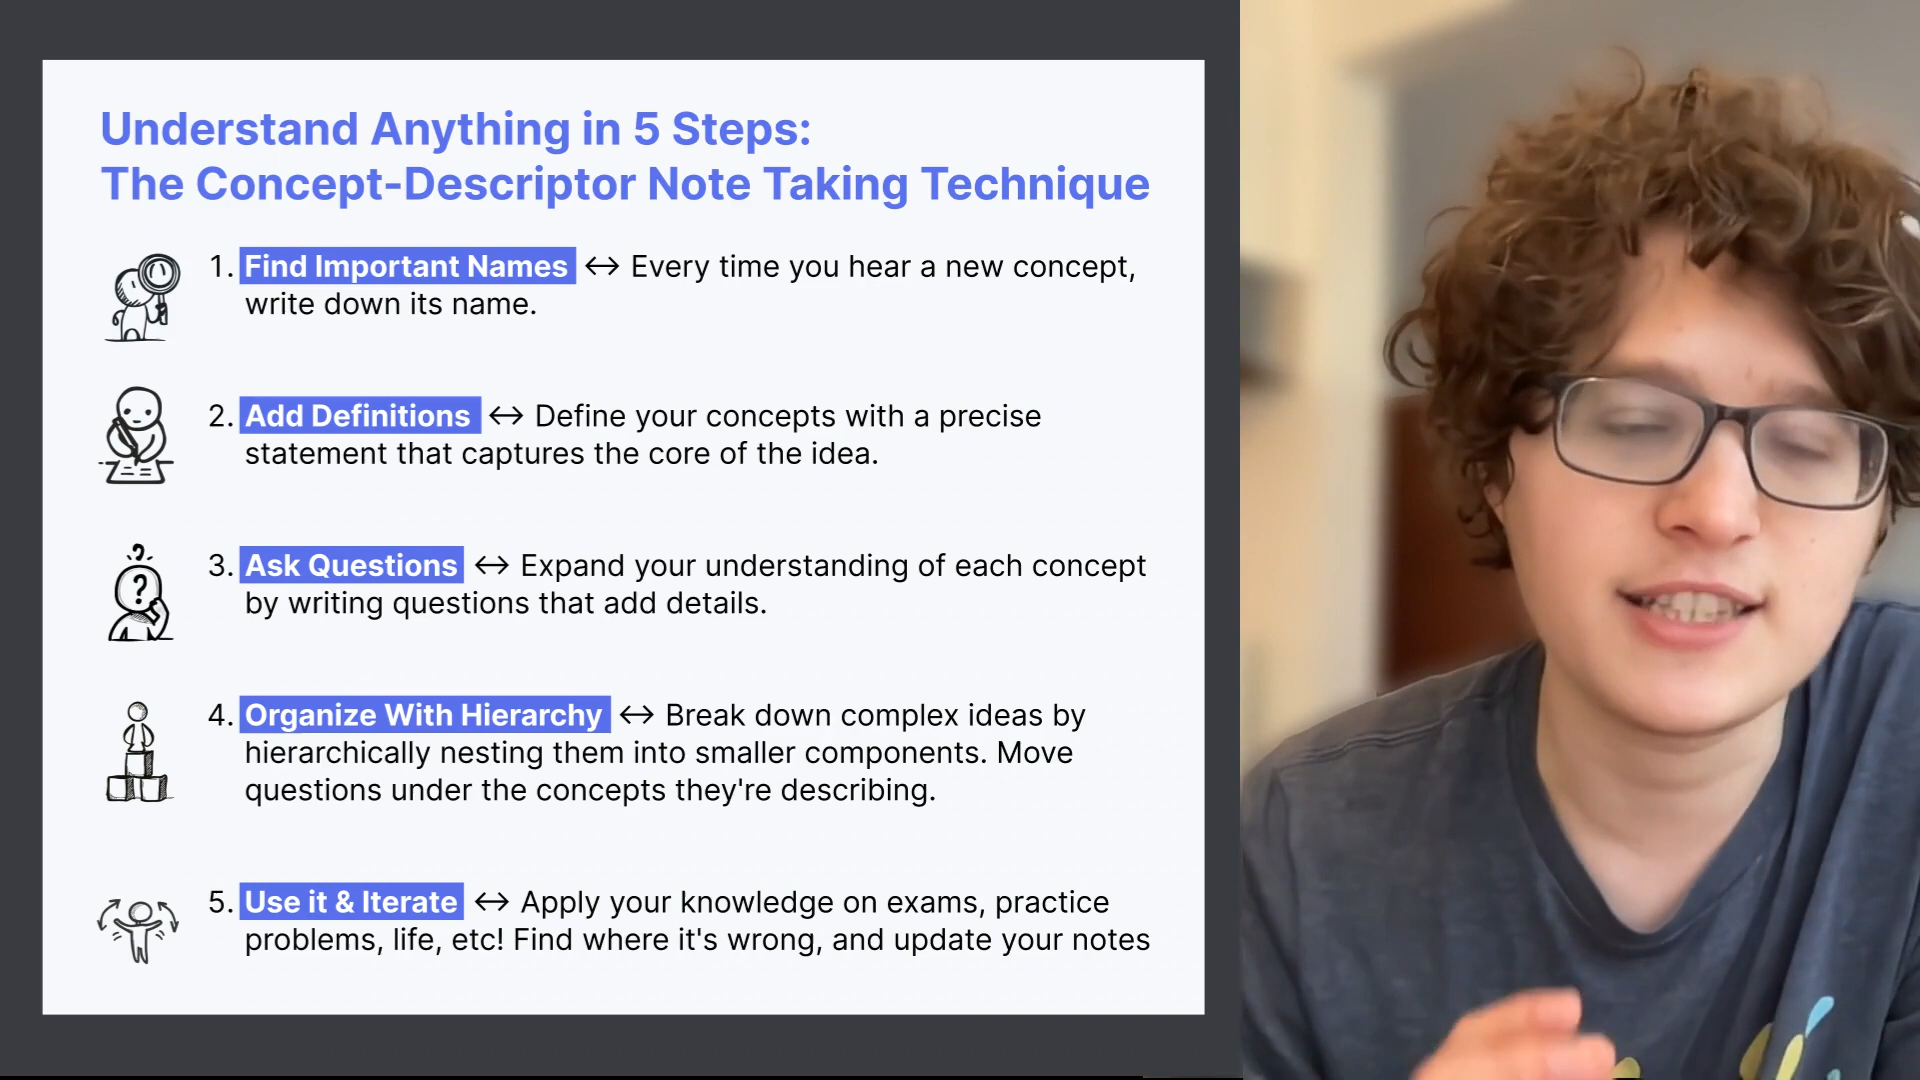 Understand Anything in 5 Steps:
The Concept-Descriptor Note Taking Technique
1. Find Important Names ↔ Every time you hear a new concept,
write down its name.
2. Add Definitions ↔ Define your concepts with a precise
statement that captures the core of the idea.
3. Ask Questions ↔ Expand your understanding of each concept
by writing questions that add details.
4. Organize With Hierarchy ↔ Break down complex ideas by
hierarchically nesting them into smaller components. Move
questions under the concepts they're describing.
5. Use it & Iterate ↔ Apply your knowledge on exams, practice
problems, life, etc! Find where it's wrong, and update your notes